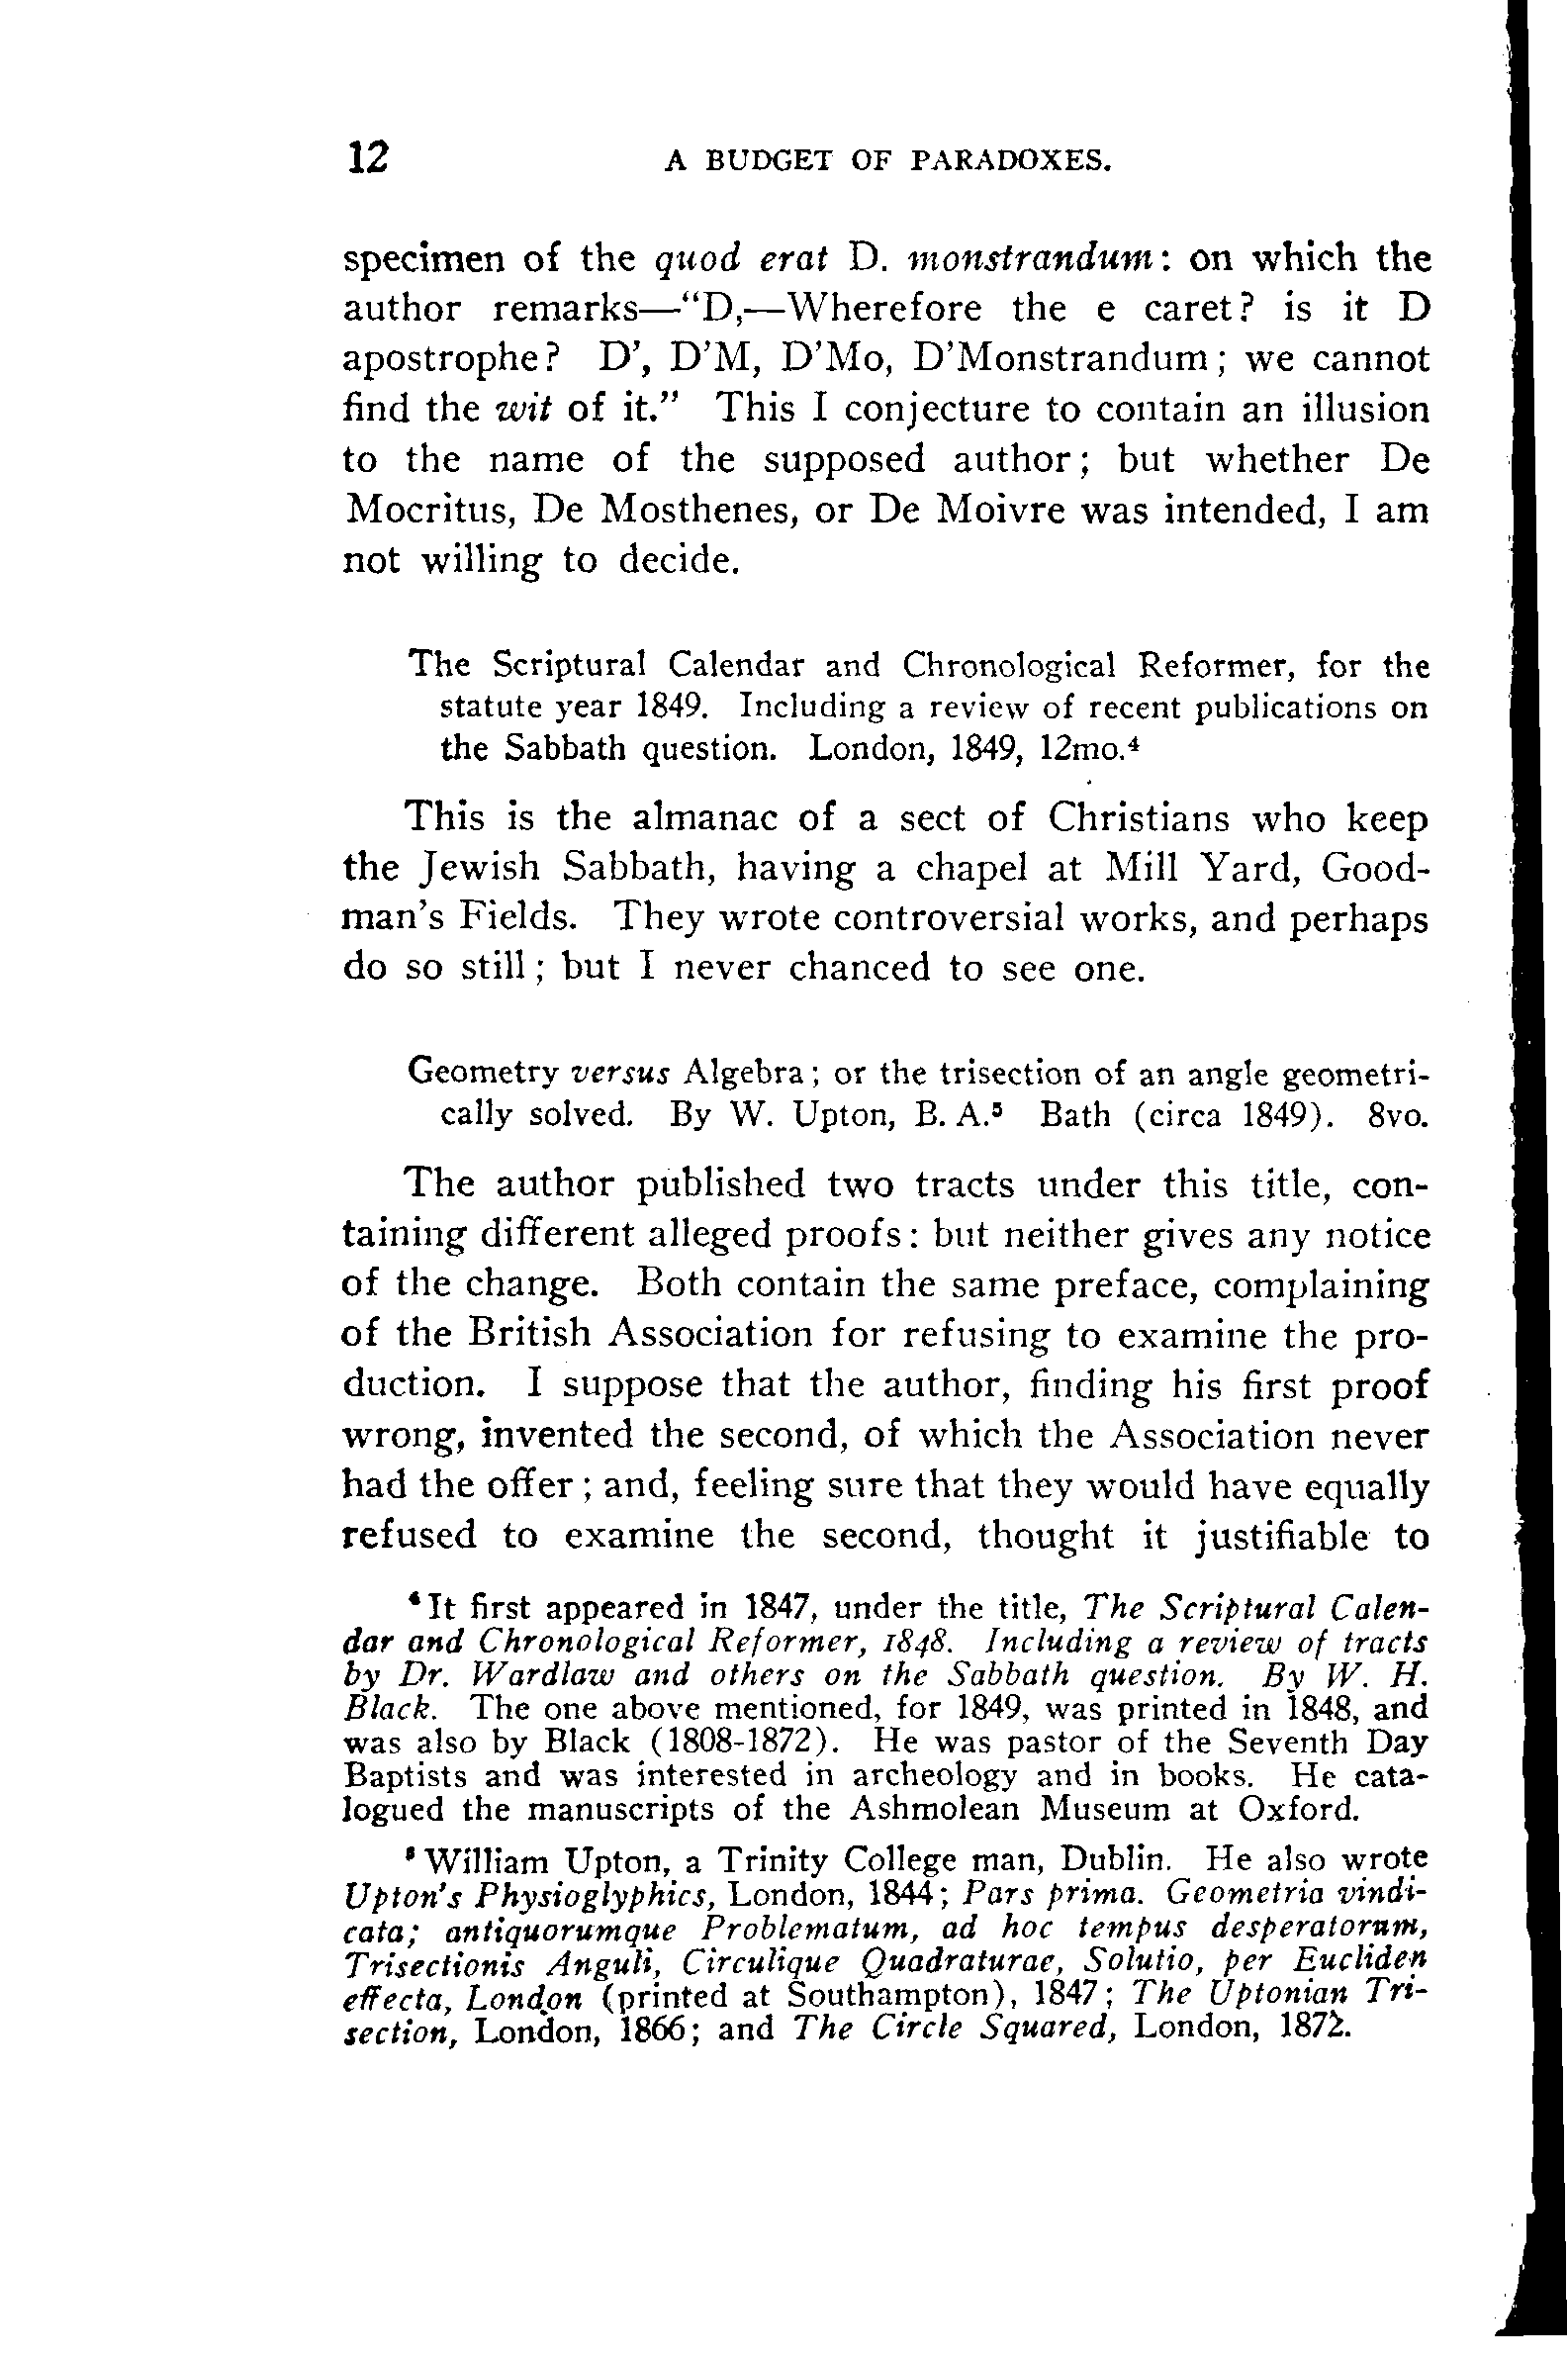 12 A BUDGET OF PARADOXES.
specimen of the quod erat D. monstrandum: on which the
author remarks—"D,—Wherefore the e caret? is it D
apostrophe? D', D'M, D'Mo, D'Monstrandum; we cannot
find the wit of it." This I conjecture to contain an illusion
to the name of the supposed author; but whether De
Mocritus, De Mosthenes, or De Moivre was intended, I am
not willing to decide.
The Scriptural Calendar and Chronological Reformer, for the
statute year 1849. Including a review of recent publications on
the Sabbath question. London, 1849, 12mo.⁴
This is the almanac of a sect of Christians who keep
the Jewish Sabbath, having a chapel at Mill Yard, Good-
man's Fields. They wrote controversial works, and perhaps
do so still; but I never chanced to see one.
Geometry versus Algebra; or the trisection of an angle geometri-
cally solved. By W. Upton, B. A.⁵ Bath (circa 1849). 8vo.
The author published two tracts under this title, con-
taining different alleged proofs: but neither gives any notice
of the change. Both contain the same preface, complaining
of the British Association for refusing to examine the pro-
duction. I suppose that the author, finding his first proof
wrong, invented the second, of which the Association never
had the offer; and, feeling sure that they would have equally
refused to examine the second, thought it justifiable to
⁴ It first appeared in 1847, under the title, The Scriptural Calen-
dar and Chronological Reformer, 1848. Including a review of tracts
by Dr. Wardlaw and others on the Sabbath question. By W. H.
Black. The one above mentioned, for 1849, was printed in 1848, and
was also by Black (1808-1872). He was pastor of the Seventh Day
Baptists and was interested in archeology and in books. He cata-
logued the manuscripts of the Ashmolean Museum at Oxford.
⁵ William Upton, a Trinity College man, Dublin. He also wrote
Upton's Physioglyphics, London, 1844; Pars prima. Geometria vindi-
cata; antiquorumque Problematum, ad hoc tempus desperatorum,
Trisectionis Anguli, Circulique Quadraturae, Solutio, per Eucliden
effecta, London (printed at Southampton), 1847; The Uptonian Tri-
section, London, 1866; and The Circle Squared, London, 1872.